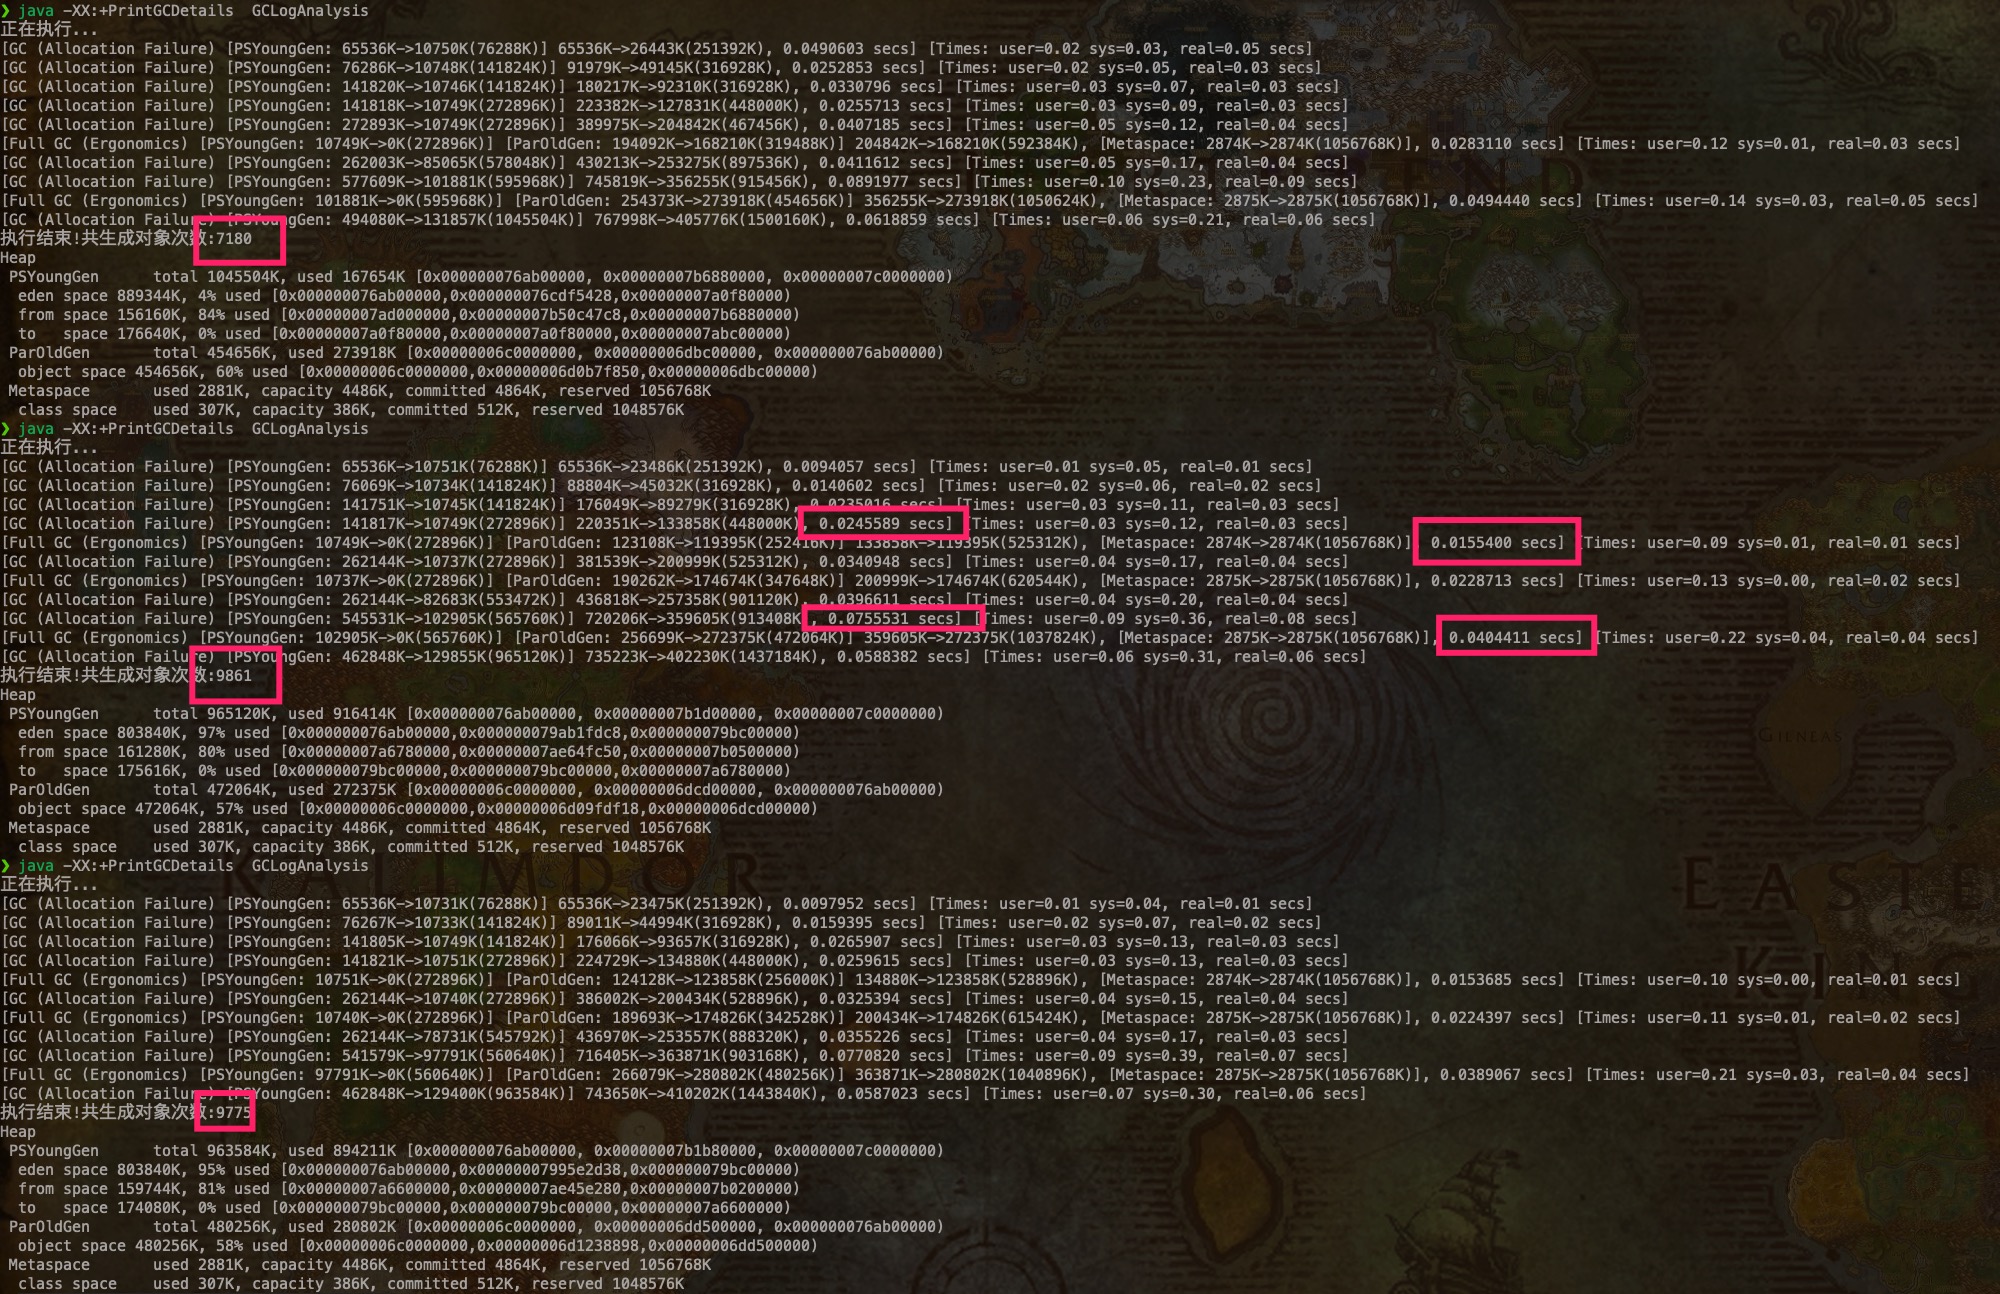 ❯ java -XX:+PrintGCDetails  GCLogAnalysis
正在执行...
[GC (Allocation Failure) [PSYoungGen: 65536K->10750K(76288K)] 65536K->26443K(251392K), 0.0490603 secs] [Times: user=0.02 sys=0.03, real=0.05 secs]
[GC (Allocation Failure) [PSYoungGen: 76286K->10748K(141824K)] 91979K->49145K(316928K), 0.0252853 secs] [Times: user=0.02 sys=0.05, real=0.03 secs]
[GC (Allocation Failure) [PSYoungGen: 141820K->10746K(141824K)] 180217K->92310K(316928K), 0.0330796 secs] [Times: user=0.03 sys=0.07, real=0.03 secs]
[GC (Allocation Failure) [PSYoungGen: 141818K->10749K(272896K)] 223382K->127831K(448000K), 0.0255713 secs] [Times: user=0.03 sys=0.09, real=0.03 secs]
[GC (Allocation Failure) [PSYoungGen: 272893K->10749K(272896K)] 389975K->204842K(467456K), 0.0407185 secs] [Times: user=0.05 sys=0.12, real=0.04 secs]
[Full GC (Ergonomics) [PSYoungGen: 10749K->0K(272896K)] [ParOldGen: 194092K->168210K(319488K)] 204842K->168210K(592384K), [Metaspace: 2874K->2874K(1056768K)], 0.0283110 secs] [Times: user=0.12 sys=0.01, real=0.03 secs]
[GC (Allocation Failure) [PSYoungGen: 262003K->85065K(578048K)] 430213K->253275K(897536K), 0.0411612 secs] [Times: user=0.05 sys=0.17, real=0.04 secs]
[GC (Allocation Failure) [PSYoungGen: 577609K->101881K(595968K)] 745819K->356255K(915456K), 0.0891977 secs] [Times: user=0.10 sys=0.23, real=0.09 secs]
[Full GC (Ergonomics) [PSYoungGen: 101881K->0K(595968K)] [ParOldGen: 254373K->273918K(454656K)] 356255K->273918K(1050624K), [Metaspace: 2875K->2875K(1056768K)], 0.0494440 secs] [Times: user=0.14 sys=0.03, real=0.05 secs]
[GC (Allocation Failure) [PSYoungGen: 494080K->131857K(1045504K)] 767998K->405776K(1500160K), 0.0618859 secs] [Times: user=0.06 sys=0.21, real=0.06 secs]
执行结束!共生成对象次数:7180
Heap
 PSYoungGen      total 1045504K, used 167654K [0x000000076ab00000, 0x00000007b6880000, 0x00000007c0000000)
  eden space 889344K, 4% used [0x000000076ab00000,0x000000076cdf5428,0x00000007a0f80000)
  from space 156160K, 84% used [0x00000007ad000000,0x00000007b50c47c8,0x00000007b6880000)
  to   space 176640K, 0% used [0x00000007a0f80000,0x00000007a0f80000,0x00000007abc00000)
 ParOldGen       total 454656K, used 273918K [0x00000006c0000000, 0x00000006dbc00000, 0x000000076ab00000)
  object space 454656K, 60% used [0x00000006c0000000,0x00000006d0b7f850,0x00000006dbc00000)
 Metaspace       used 2881K, capacity 4486K, committed 4864K, reserved 1056768K
  class space    used 307K, capacity 386K, committed 512K, reserved 1048576K
❯ java -XX:+PrintGCDetails  GCLogAnalysis
正在执行...
[GC (Allocation Failure) [PSYoungGen: 65536K->10751K(76288K)] 65536K->23486K(251392K), 0.0094057 secs] [Times: user=0.01 sys=0.05, real=0.01 secs]
[GC (Allocation Failure) [PSYoungGen: 76069K->10734K(141824K)] 88804K->45032K(316928K), 0.0140602 secs] [Times: user=0.02 sys=0.06, real=0.02 secs]
[GC (Allocation Failure) [PSYoungGen: 141751K->10745K(141824K)] 176049K->89279K(316928K), 0.0235016 secs] [Times: user=0.03 sys=0.11, real=0.03 secs]
[GC (Allocation Failure) [PSYoungGen: 141817K->10749K(272896K)] 220351K->133858K(448000K), 0.0245589 secs] [Times: user=0.03 sys=0.12, real=0.03 secs]
[Full GC (Ergonomics) [PSYoungGen: 10749K->0K(272896K)] [ParOldGen: 123108K->119395K(252416K)] 133858K->119395K(525312K), [Metaspace: 2874K->2874K(1056768K)], 0.0155400 secs] [Times: user=0.09 sys=0.01, real=0.01 secs]
[GC (Allocation Failure) [PSYoungGen: 262144K->10737K(272896K)] 381539K->200999K(525312K), 0.0340948 secs] [Times: user=0.04 sys=0.17, real=0.04 secs]
[Full GC (Ergonomics) [PSYoungGen: 10737K->0K(272896K)] [ParOldGen: 190262K->174674K(347648K)] 200999K->174674K(620544K), [Metaspace: 2875K->2875K(1056768K)], 0.0228713 secs] [Times: user=0.13 sys=0.00, real=0.02 secs]
[GC (Allocation Failure) [PSYoungGen: 262144K->82683K(553472K)] 436818K->257358K(901120K), 0.0396611 secs] [Times: user=0.04 sys=0.20, real=0.04 secs]
[GC (Allocation Failure) [PSYoungGen: 545531K->102905K(565760K)] 720206K->359605K(913408K), 0.0755531 secs] [Times: user=0.09 sys=0.36, real=0.08 secs]
[Full GC (Ergonomics) [PSYoungGen: 102905K->0K(565760K)] [ParOldGen: 256699K->272375K(472064K)] 359605K->272375K(1037824K), [Metaspace: 2875K->2875K(1056768K)], 0.0404411 secs] [Times: user=0.22 sys=0.04, real=0.04 secs]
[GC (Allocation Failure) [PSYoungGen: 462848K->129855K(965120K)] 735223K->402230K(1437184K), 0.0588382 secs] [Times: user=0.06 sys=0.31, real=0.06 secs]
执行结束!共生成对象次数:9861
Heap
 PSYoungGen      total 965120K, used 916414K [0x000000076ab00000, 0x00000007b1d00000, 0x00000007c0000000)
  eden space 803840K, 97% used [0x000000076ab00000,0x000000079ab1fdc8,0x000000079bc00000)
  from space 161280K, 80% used [0x00000007a6780000,0x00000007ae64fc50,0x00000007b0500000)
  to   space 175616K, 0% used [0x000000079bc00000,0x000000079bc00000,0x00000007a6780000)
 ParOldGen       total 472064K, used 272375K [0x00000006c0000000, 0x00000006dcd00000, 0x000000076ab00000)
  object space 472064K, 57% used [0x00000006c0000000,0x00000006d09fdf18,0x00000006dcd00000)
 Metaspace       used 2881K, capacity 4486K, committed 4864K, reserved 1056768K
  class space    used 307K, capacity 386K, committed 512K, reserved 1048576K
❯ java -XX:+PrintGCDetails  GCLogAnalysis
正在执行...
[GC (Allocation Failure) [PSYoungGen: 65536K->10731K(76288K)] 65536K->23475K(251392K), 0.0097952 secs] [Times: user=0.01 sys=0.04, real=0.01 secs]
[GC (Allocation Failure) [PSYoungGen: 76267K->10733K(141824K)] 89011K->44994K(316928K), 0.0159395 secs] [Times: user=0.02 sys=0.07, real=0.02 secs]
[GC (Allocation Failure) [PSYoungGen: 141805K->10749K(141824K)] 176066K->93657K(316928K), 0.0265907 secs] [Times: user=0.03 sys=0.13, real=0.03 secs]
[GC (Allocation Failure) [PSYoungGen: 141821K->10751K(272896K)] 224729K->134880K(448000K), 0.0259615 secs] [Times: user=0.03 sys=0.13, real=0.03 secs]
[Full GC (Ergonomics) [PSYoungGen: 10751K->0K(272896K)] [ParOldGen: 124128K->123858K(256000K)] 134880K->123858K(528896K), [Metaspace: 2874K->2874K(1056768K)], 0.0153685 secs] [Times: user=0.10 sys=0.00, real=0.01 secs]
[GC (Allocation Failure) [PSYoungGen: 262144K->10740K(272896K)] 386002K->200434K(528896K), 0.0325394 secs] [Times: user=0.04 sys=0.15, real=0.04 secs]
[Full GC (Ergonomics) [PSYoungGen: 10740K->0K(272896K)] [ParOldGen: 189693K->174826K(342528K)] 200434K->174826K(615424K), [Metaspace: 2875K->2875K(1056768K)], 0.0224397 secs] [Times: user=0.11 sys=0.01, real=0.02 secs]
[GC (Allocation Failure) [PSYoungGen: 262144K->78731K(545792K)] 436970K->253557K(888320K), 0.0355226 secs] [Times: user=0.04 sys=0.17, real=0.03 secs]
[GC (Allocation Failure) [PSYoungGen: 541579K->97791K(560640K)] 716405K->363871K(903168K), 0.0770820 secs] [Times: user=0.09 sys=0.39, real=0.07 secs]
[Full GC (Ergonomics) [PSYoungGen: 97791K->0K(560640K)] [ParOldGen: 266079K->280802K(480256K)] 363871K->280802K(1040896K), [Metaspace: 2875K->2875K(1056768K)], 0.0389067 secs] [Times: user=0.21 sys=0.03, real=0.04 secs]
[GC (Allocation Failure) [PSYoungGen: 462848K->129400K(963584K)] 743650K->410202K(1443840K), 0.0587023 secs] [Times: user=0.07 sys=0.30, real=0.06 secs]
执行结束!共生成对象次数:9775
Heap
 PSYoungGen      total 963584K, used 894211K [0x000000076ab00000, 0x00000007b1b80000, 0x00000007c0000000)
  eden space 803840K, 95% used [0x000000076ab00000,0x00000007995e2d38,0x000000079bc00000)
  from space 159744K, 81% used [0x00000007a6600000,0x00000007ae45e280,0x00000007b0200000)
  to   space 174080K, 0% used [0x000000079bc00000,0x000000079bc00000,0x00000007a6600000)
 ParOldGen       total 480256K, used 280802K [0x00000006c0000000, 0x00000006dd500000, 0x000000076ab00000)
  object space 480256K, 58% used [0x00000006c0000000,0x00000006d1238898,0x00000006dd500000)
 Metaspace       used 2881K, capacity 4486K, committed 4864K, reserved 1056768K
  class space    used 307K, capacity 386K, committed 512K, reserved 1048576K
GILNEAS
KALIMDOR
EASTE
KING